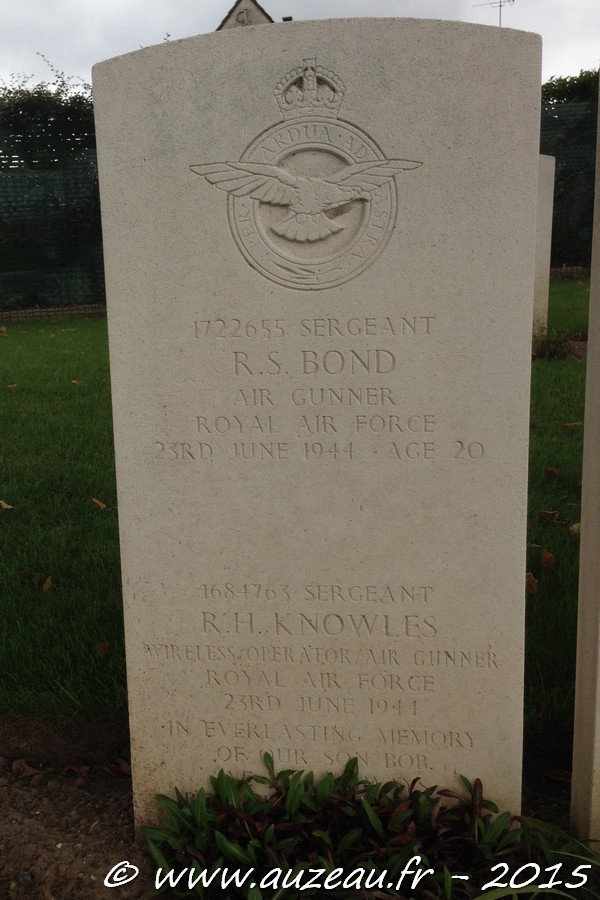 PER · ARDUA · AD ASTRA
1722655 SERGEANT
R.S. BOND
AIR GUNNER
ROYAL AIR FORCE
23RD JUNE 1944 · AGE 20
1684763 SERGEANT
R.H. KNOWLES
WIRELESS OPERATOR/AIR GUNNER
ROYAL AIR FORCE
23RD JUNE 1944
IN EVERLASTING MEMORY
OF OUR SON BOB.
© www.auzeau.fr - 2015